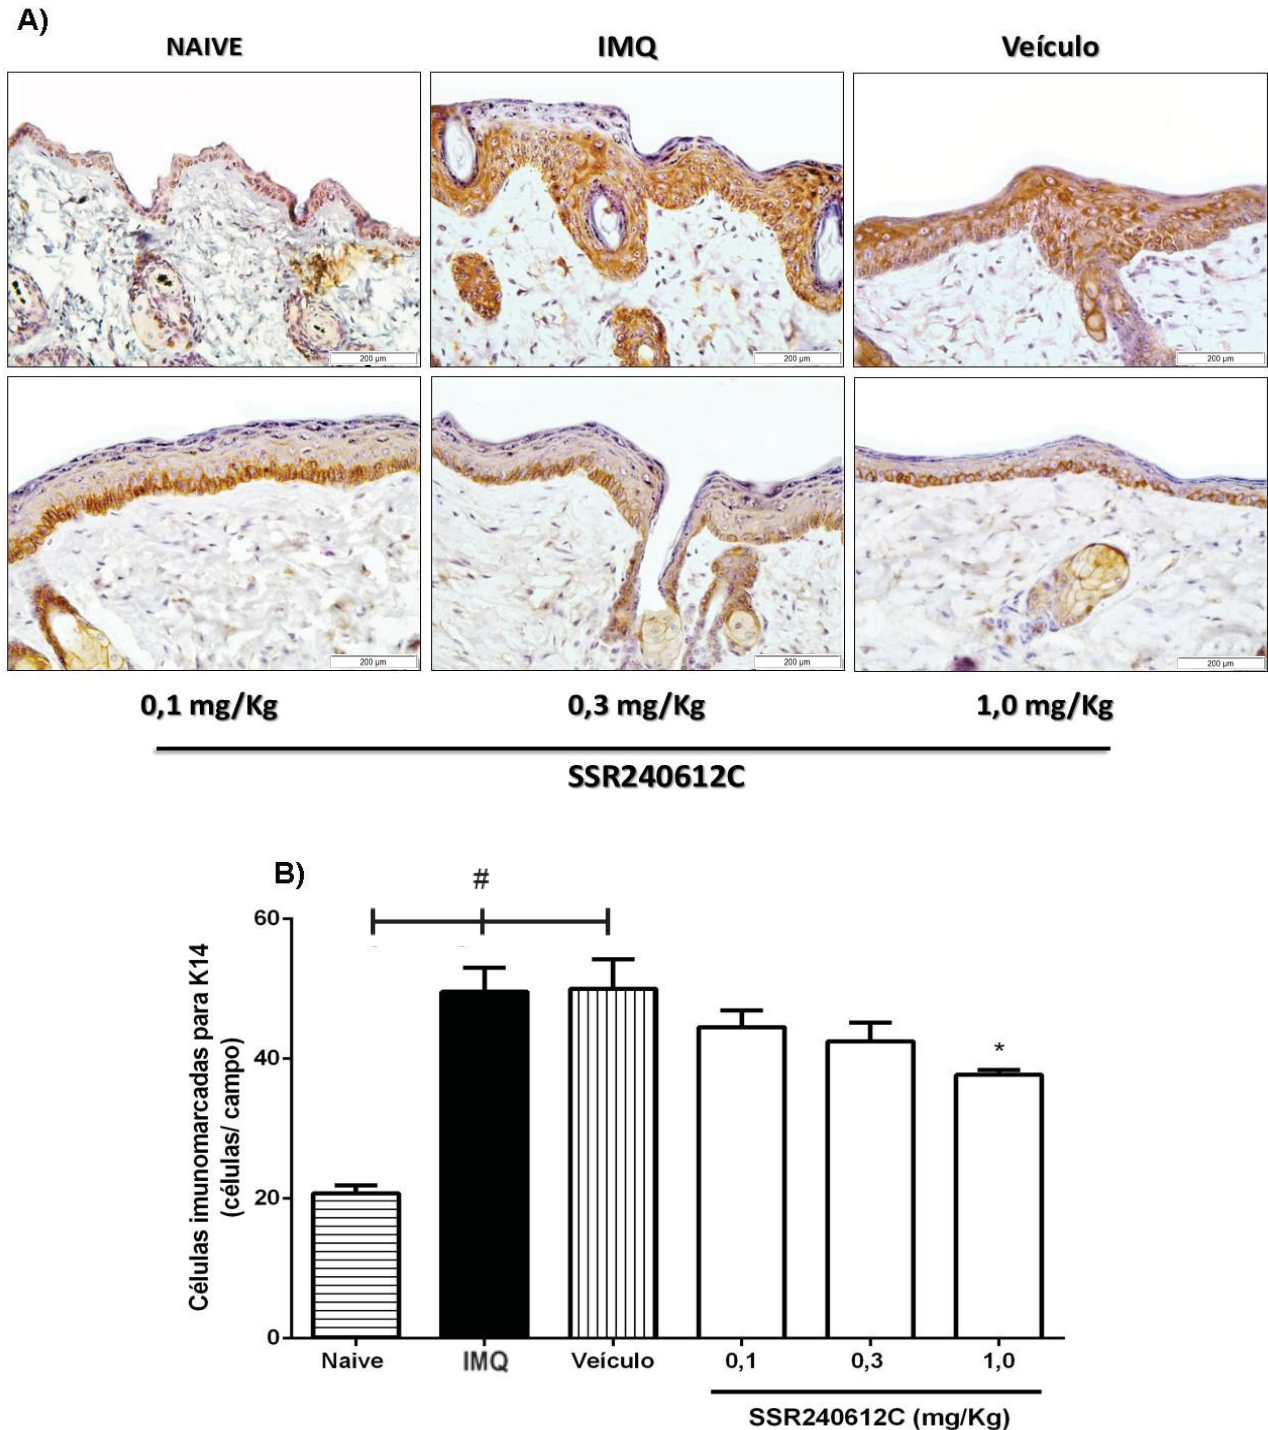 A)
NAIVE
IMQ
Veículo
200 µm
200 µm
200 µm
200 µm
200 µm
200 µm
0,1 mg/Kg
0,3 mg/Kg
1,0 mg/Kg
SSR240612C
B)
#
60
40
20
0
*
Células imunomarcadas para K14
(células/ campo)
Naive
IMQ
Veículo
0,1
0,3
1,0
SSR240612C (mg/Kg)